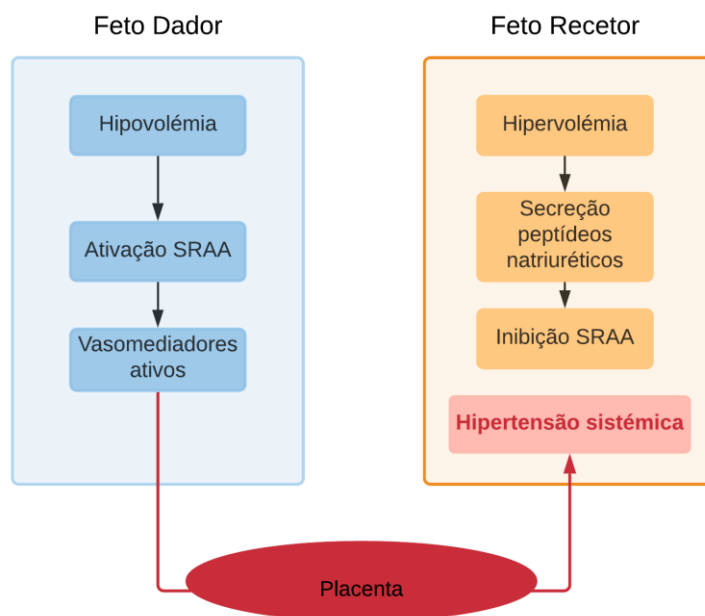 Feto Dador
Hipovolémia
Ativação SRAA
Vasomediadores
ativos
Feto Recetor
Hipervolémia
Secreção
peptídeos
natriuréticos
Inibição SRAA
Hipertensão sistémica
Placenta